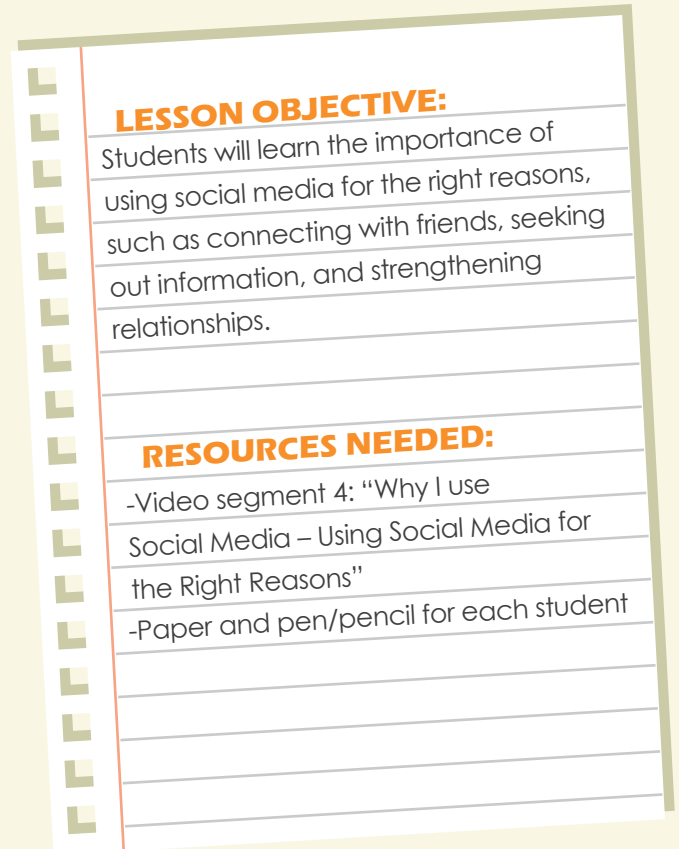 LESSON OBJECTIVE:
Students will learn the importance of
using social media for the right reasons,
such as connecting with friends, seeking
out information, and strengthening
relationships.
RESOURCES NEEDED:
-Video segment 4: “Why I use
Social Media – Using Social Media for
the Right Reasons”
-Paper and pen/pencil for each student